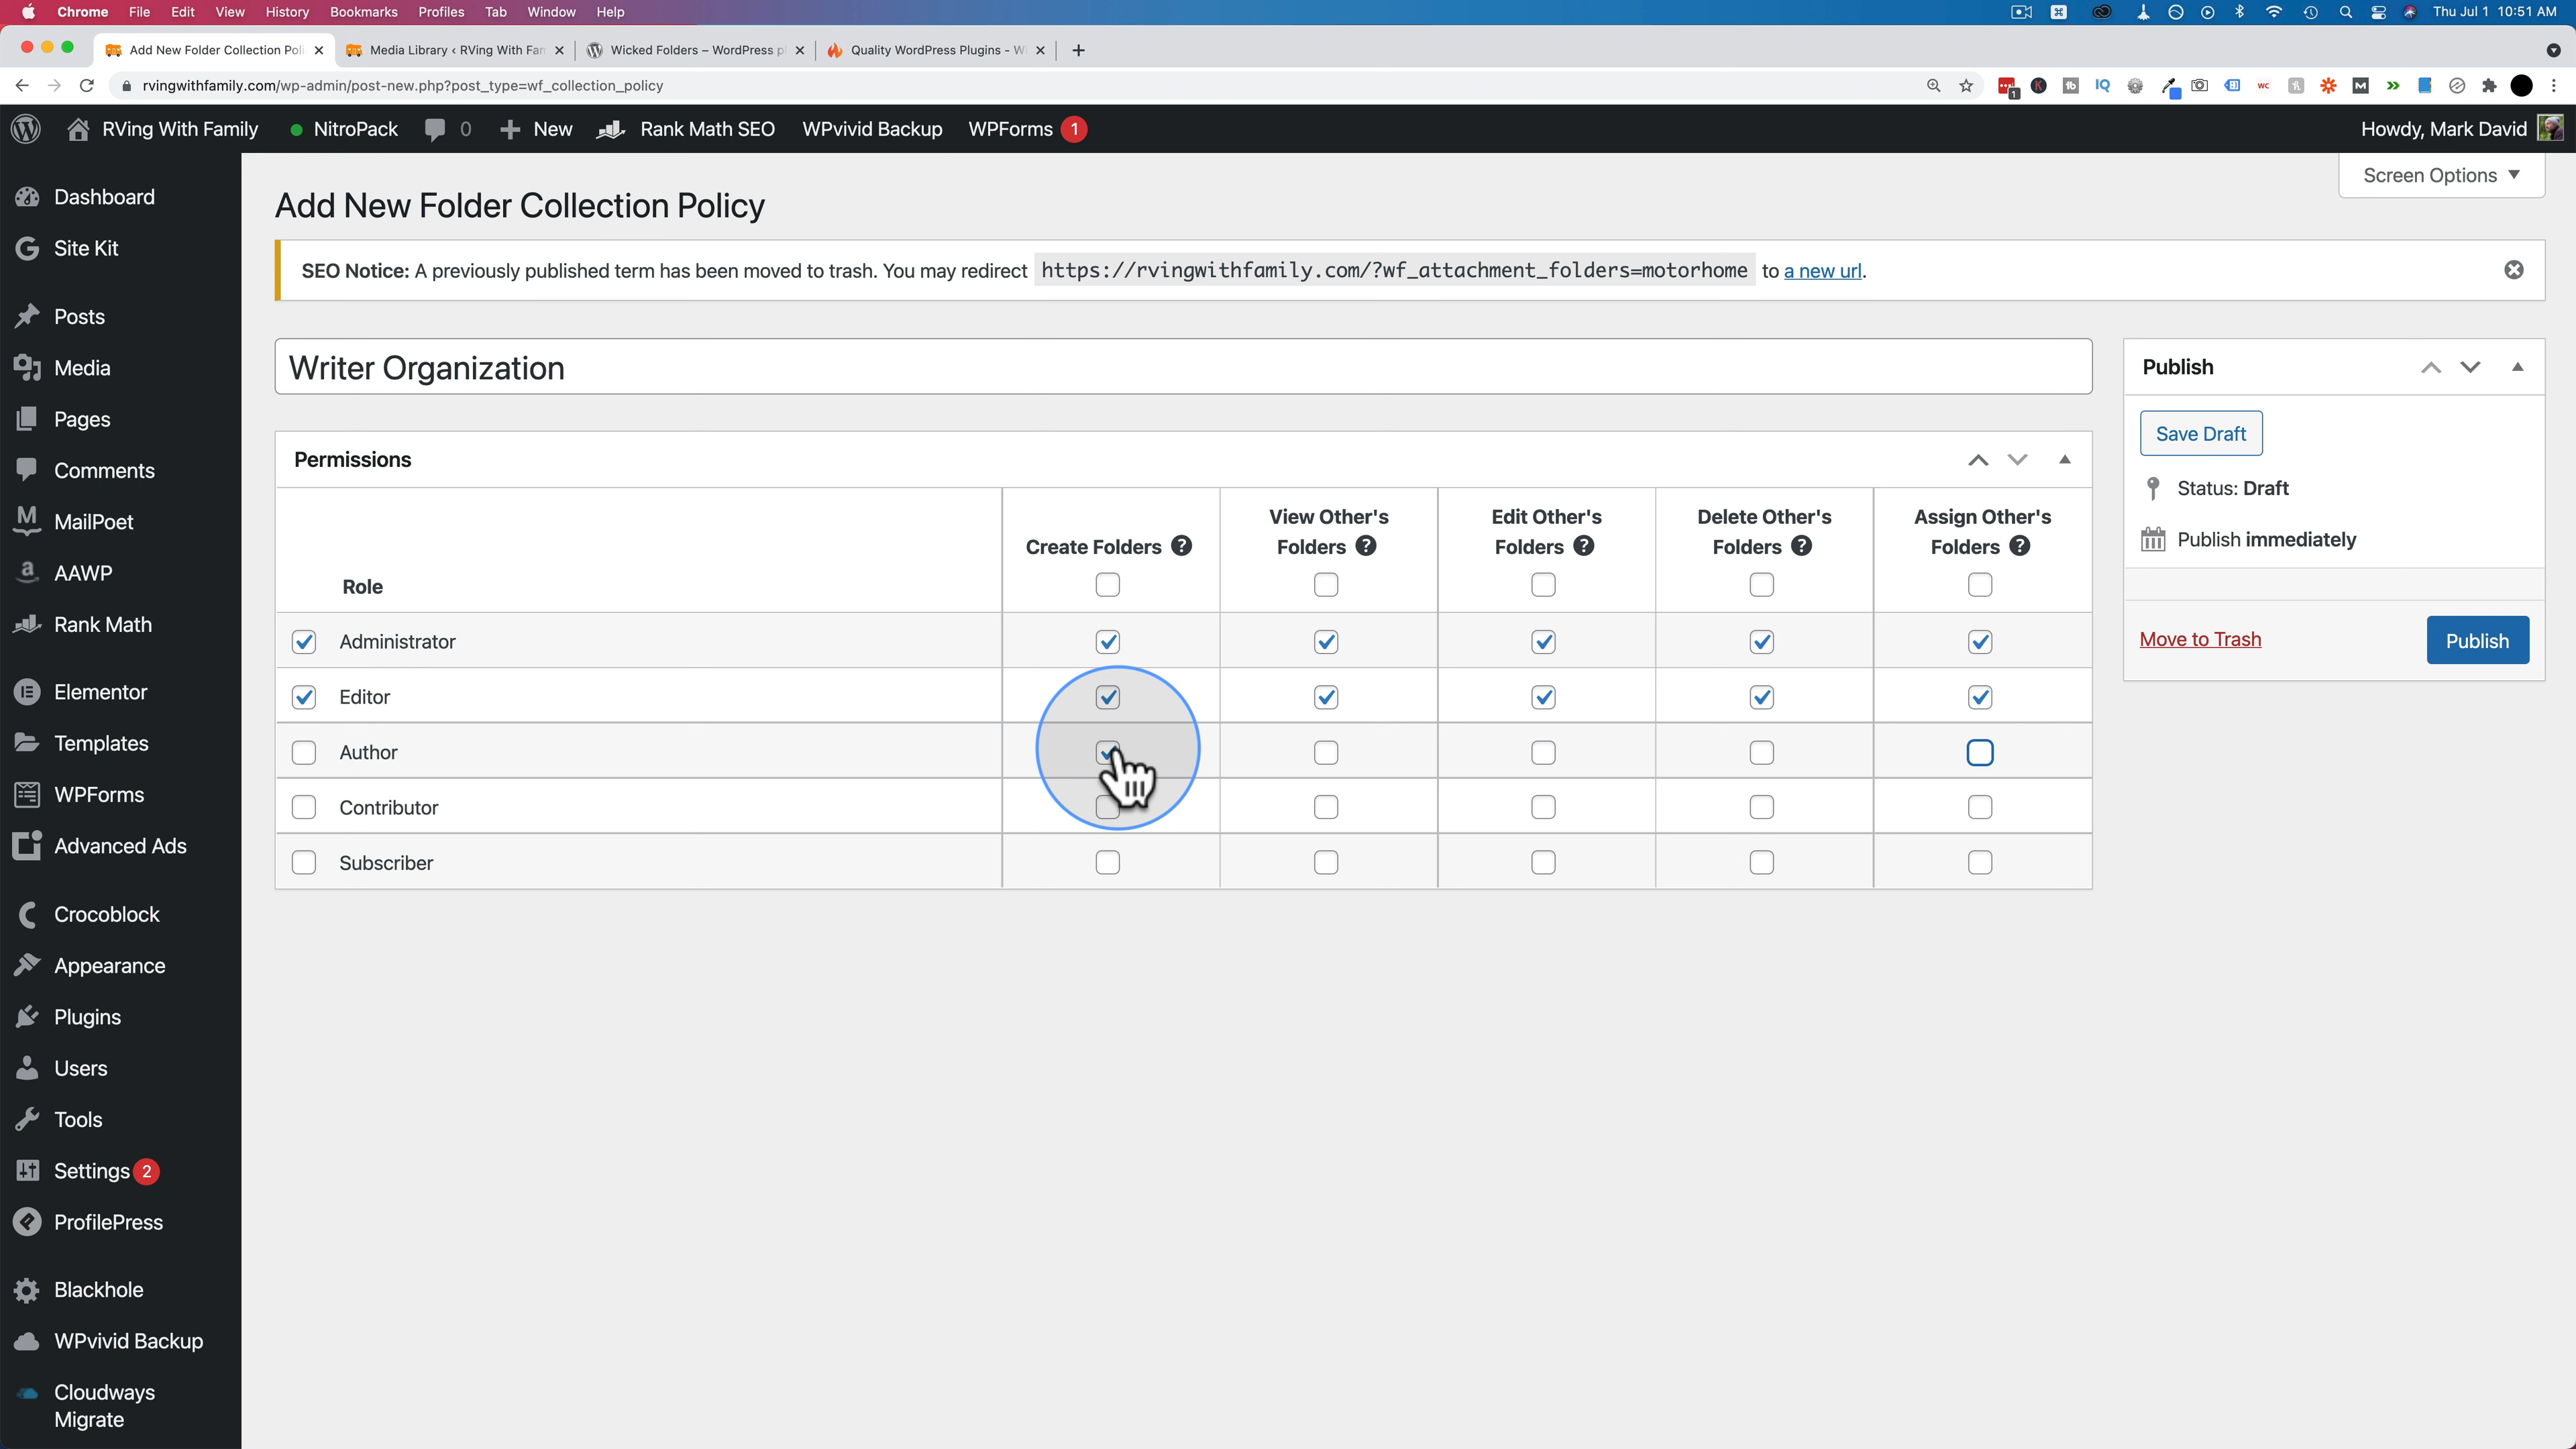 Chrome File Edit View History Bookmarks Profiles Tab Window Help Thu Jul 1 10:51 AM
Add New Folder Collection Poli Media Library ‹ RVing With Fam Wicked Folders – WordPress pl Quality WordPress Plugins - W
rvingwithfamily.com/wp-admin/post-new.php?post_type=wf_collection_policy
RVing With Family NitroPack 0 New Rank Math SEO WPvivid Backup WPForms 1 Howdy, Mark David
Screen Options
Dashboard
Site Kit
Posts
Media
Pages
Comments
MailPoet
AAWP
Rank Math
Elementor
Templates
WPForms
Advanced Ads
Crocoblock
Appearance
Plugins
Users
Tools
Settings 2
ProfilePress
Blackhole
WPvivid Backup
Cloudways
Migrate
Add New Folder Collection Policy
SEO Notice: A previously published term has been moved to trash. You may redirect https://rvingwithfamily.com/?wf_attachment_folders=motorhome to a new url.
Writer Organization
Permissions
Role
Create Folders ?
View Other's
Folders ?
Edit Other's
Folders ?
Delete Other's
Folders ?
Assign Other's
Folders ?
Administrator
Editor
Author
Contributor
Subscriber
Publish
Save Draft
Status: Draft
Publish immediately
Move to Trash
Publish